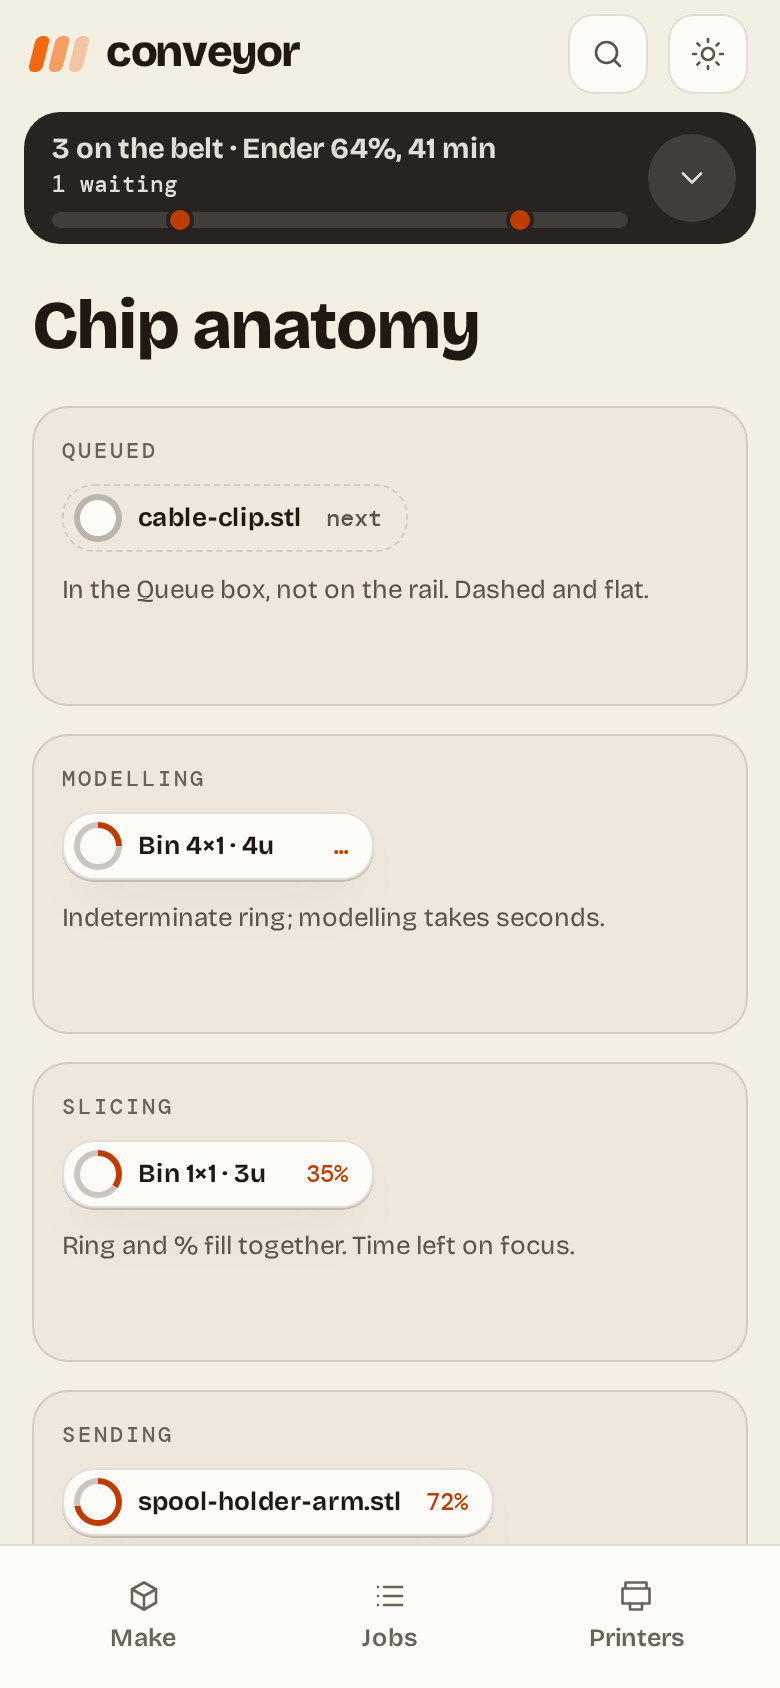 conveyor
3 on the belt · Ender 64%, 41 min
1 waiting
Chip anatomy
QUEUED
cable-clip.stl next
In the Queue box, not on the rail. Dashed and flat.
MODELLING
Bin 4×1 · 4u …
Indeterminate ring; modelling takes seconds.
SLICING
Bin 1×1 · 3u 35%
Ring and % fill together. Time left on focus.
SENDING
spool-holder-arm.stl 72%
Make Jobs Printers